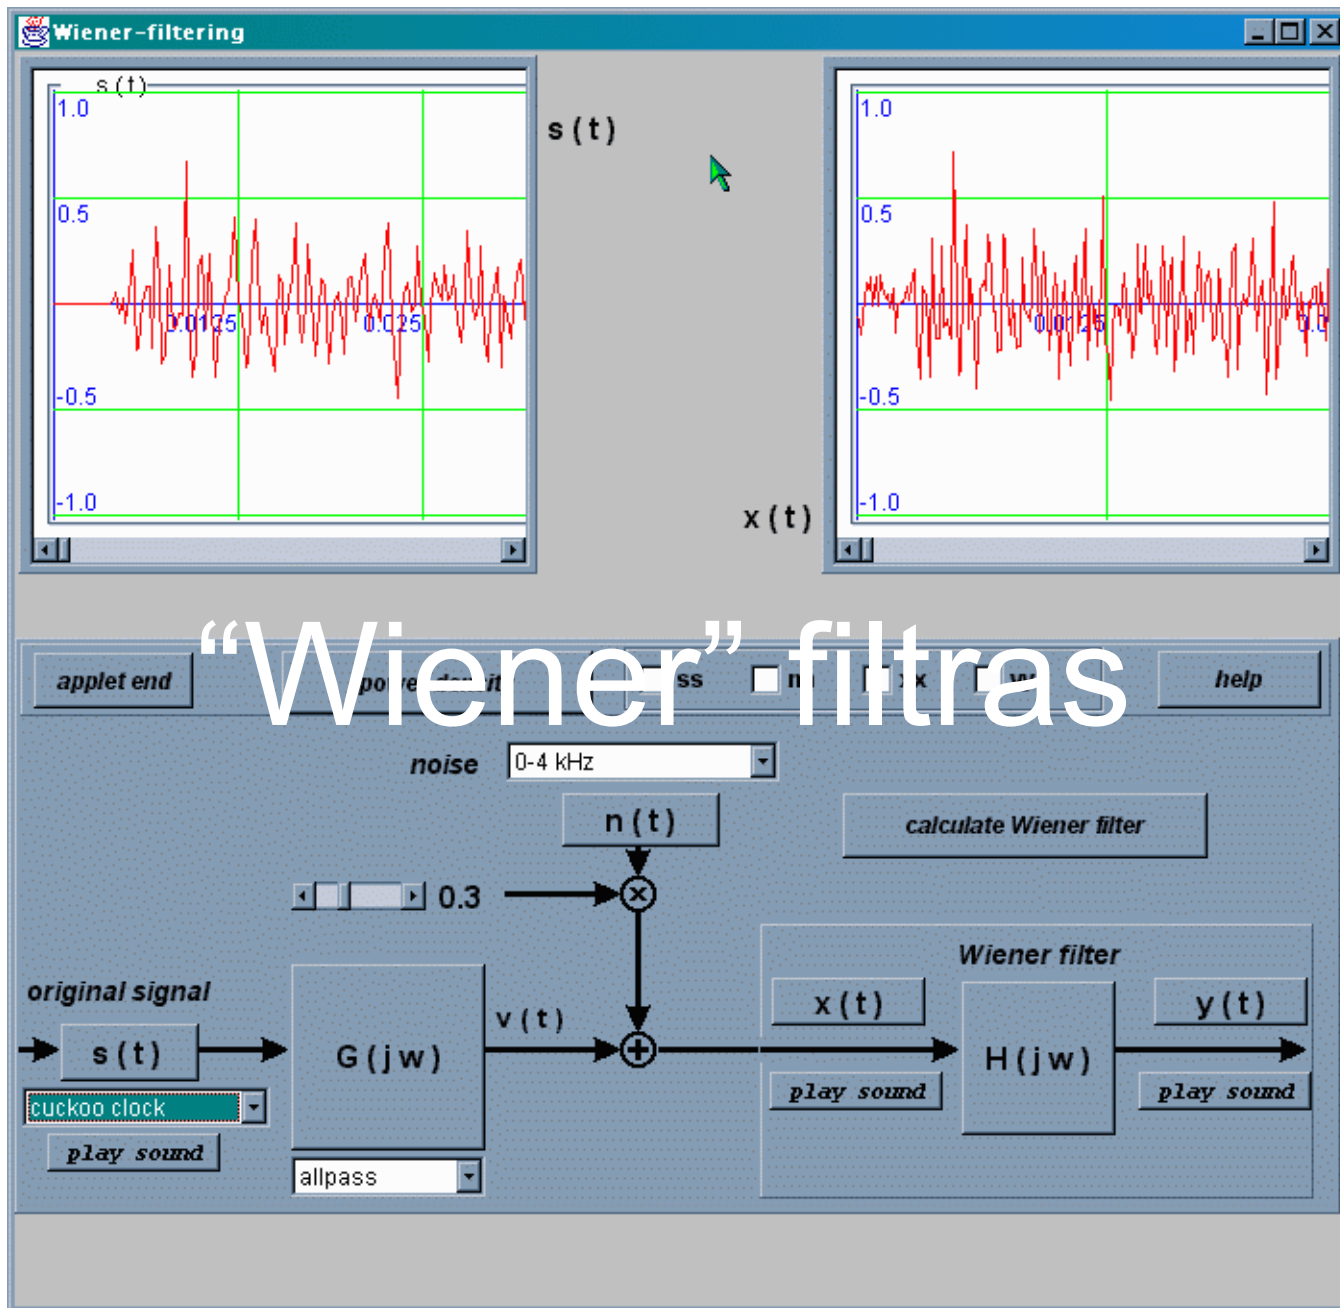 Wiener-filtering
s (t)
1.0
0.5
0.0125
0.025
-0.5
-1.0
s ( t )
x ( t )
1.0
0.5
0.0125
-0.5
-1.0
“Wiener” filtras
applet end
ss
help
noise
0-4 kHz
n ( t )
calculate Wiener filter
0.3
x
Wiener filter
original signal
s ( t )
G ( j w )
v ( t )
+
x ( t )
H ( j w )
y ( t )
cuckoo clock
play sound
play sound
play sound
allpass